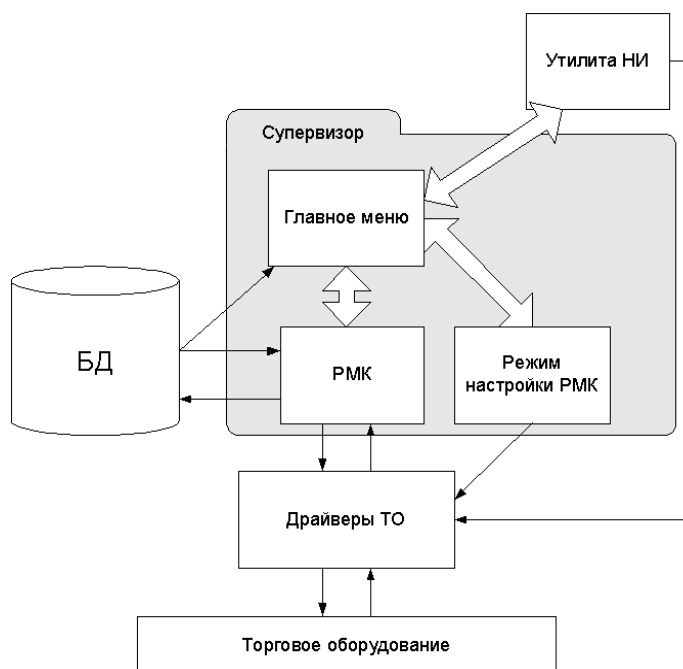 Утилита НИ
Супервизор
Главное меню
БД
РМК
Режим
настройки РМК
Драйверы ТО
Торговое оборудование